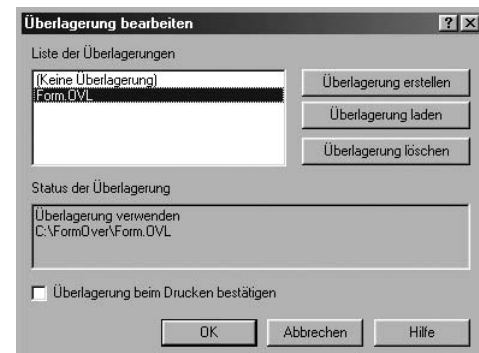 Überlagerung bearbeiten
Liste der Überlagerungen
(Keine Überlagerung)
Form.OVL
Überlagerung erstellen
Überlagerung laden
Überlagerung löschen
Status der Überlagerung
Überlagerung verwenden
C:\FormOver\Form.OVL
Überlagerung beim Drucken bestätigen
OK Abbrechen Hilfe